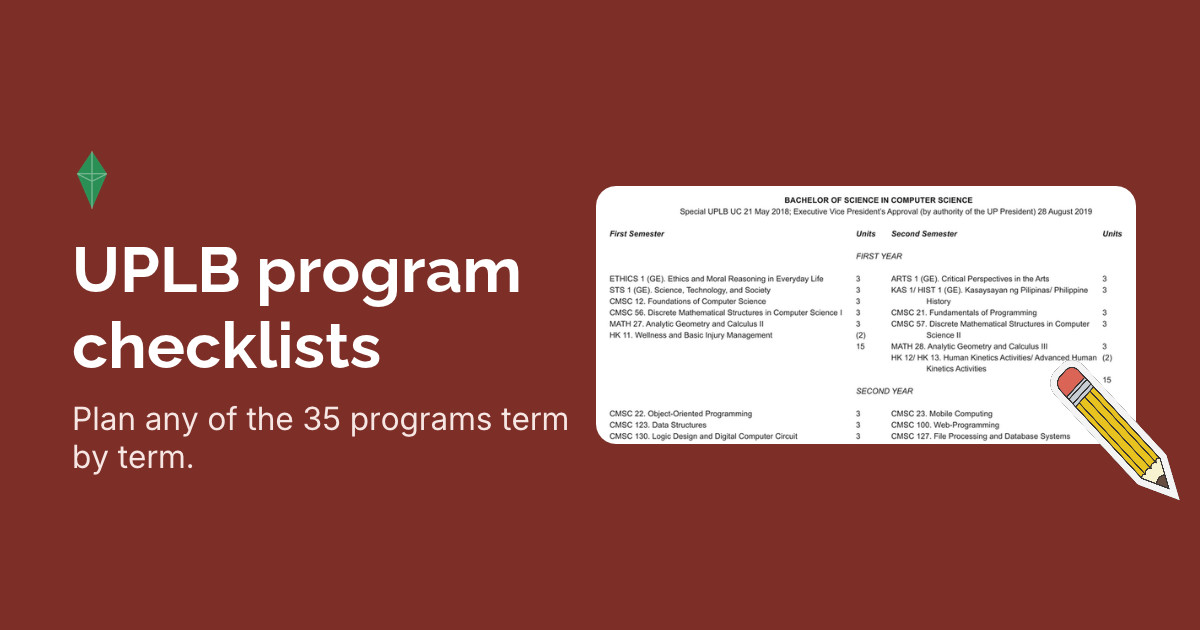 UPLB program
checklists
Plan any of the 35 programs term
by term.
BACHELOR OF SCIENCE IN COMPUTER SCIENCE
Special UPLB UC 21 May 2018; Executive Vice President's Approval (by authority of the UP President) 28 August 2019
First Semester Units Second Semester Units
FIRST YEAR
ETHICS 1 (GE). Ethics and Moral Reasoning in Everyday Life 3 ARTS 1 (GE). Critical Perspectives in the Arts 3
STS 1 (GE). Science, Technology, and Society 3 KAS 1/ HIST 1 (GE). Kasaysayan ng Pilipinas/ Philippine 3
CMSC 12. Foundations of Computer Science 3 History
CMSC 56. Discrete Mathematical Structures in Computer Science I 3 CMSC 21. Fundamentals of Programming 3
MATH 27. Analytic Geometry and Calculus II 3 CMSC 57. Discrete Mathematical Structures in Computer 3
HK 11. Wellness and Basic Injury Management (2) Science II
15 MATH 28. Analytic Geometry and Calculus III 3
HK 12/ HK 13. Human Kinetics Activities/ Advanced Human (2)
Kinetics Activities
15
SECOND YEAR
CMSC 22. Object-Oriented Programming 3 CMSC 23. Mobile Computing
CMSC 123. Data Structures 3 CMSC 100. Web-Programming
CMSC 130. Logic Design and Digital Computer Circuit 3 CMSC 127. File Processing and Database Systems